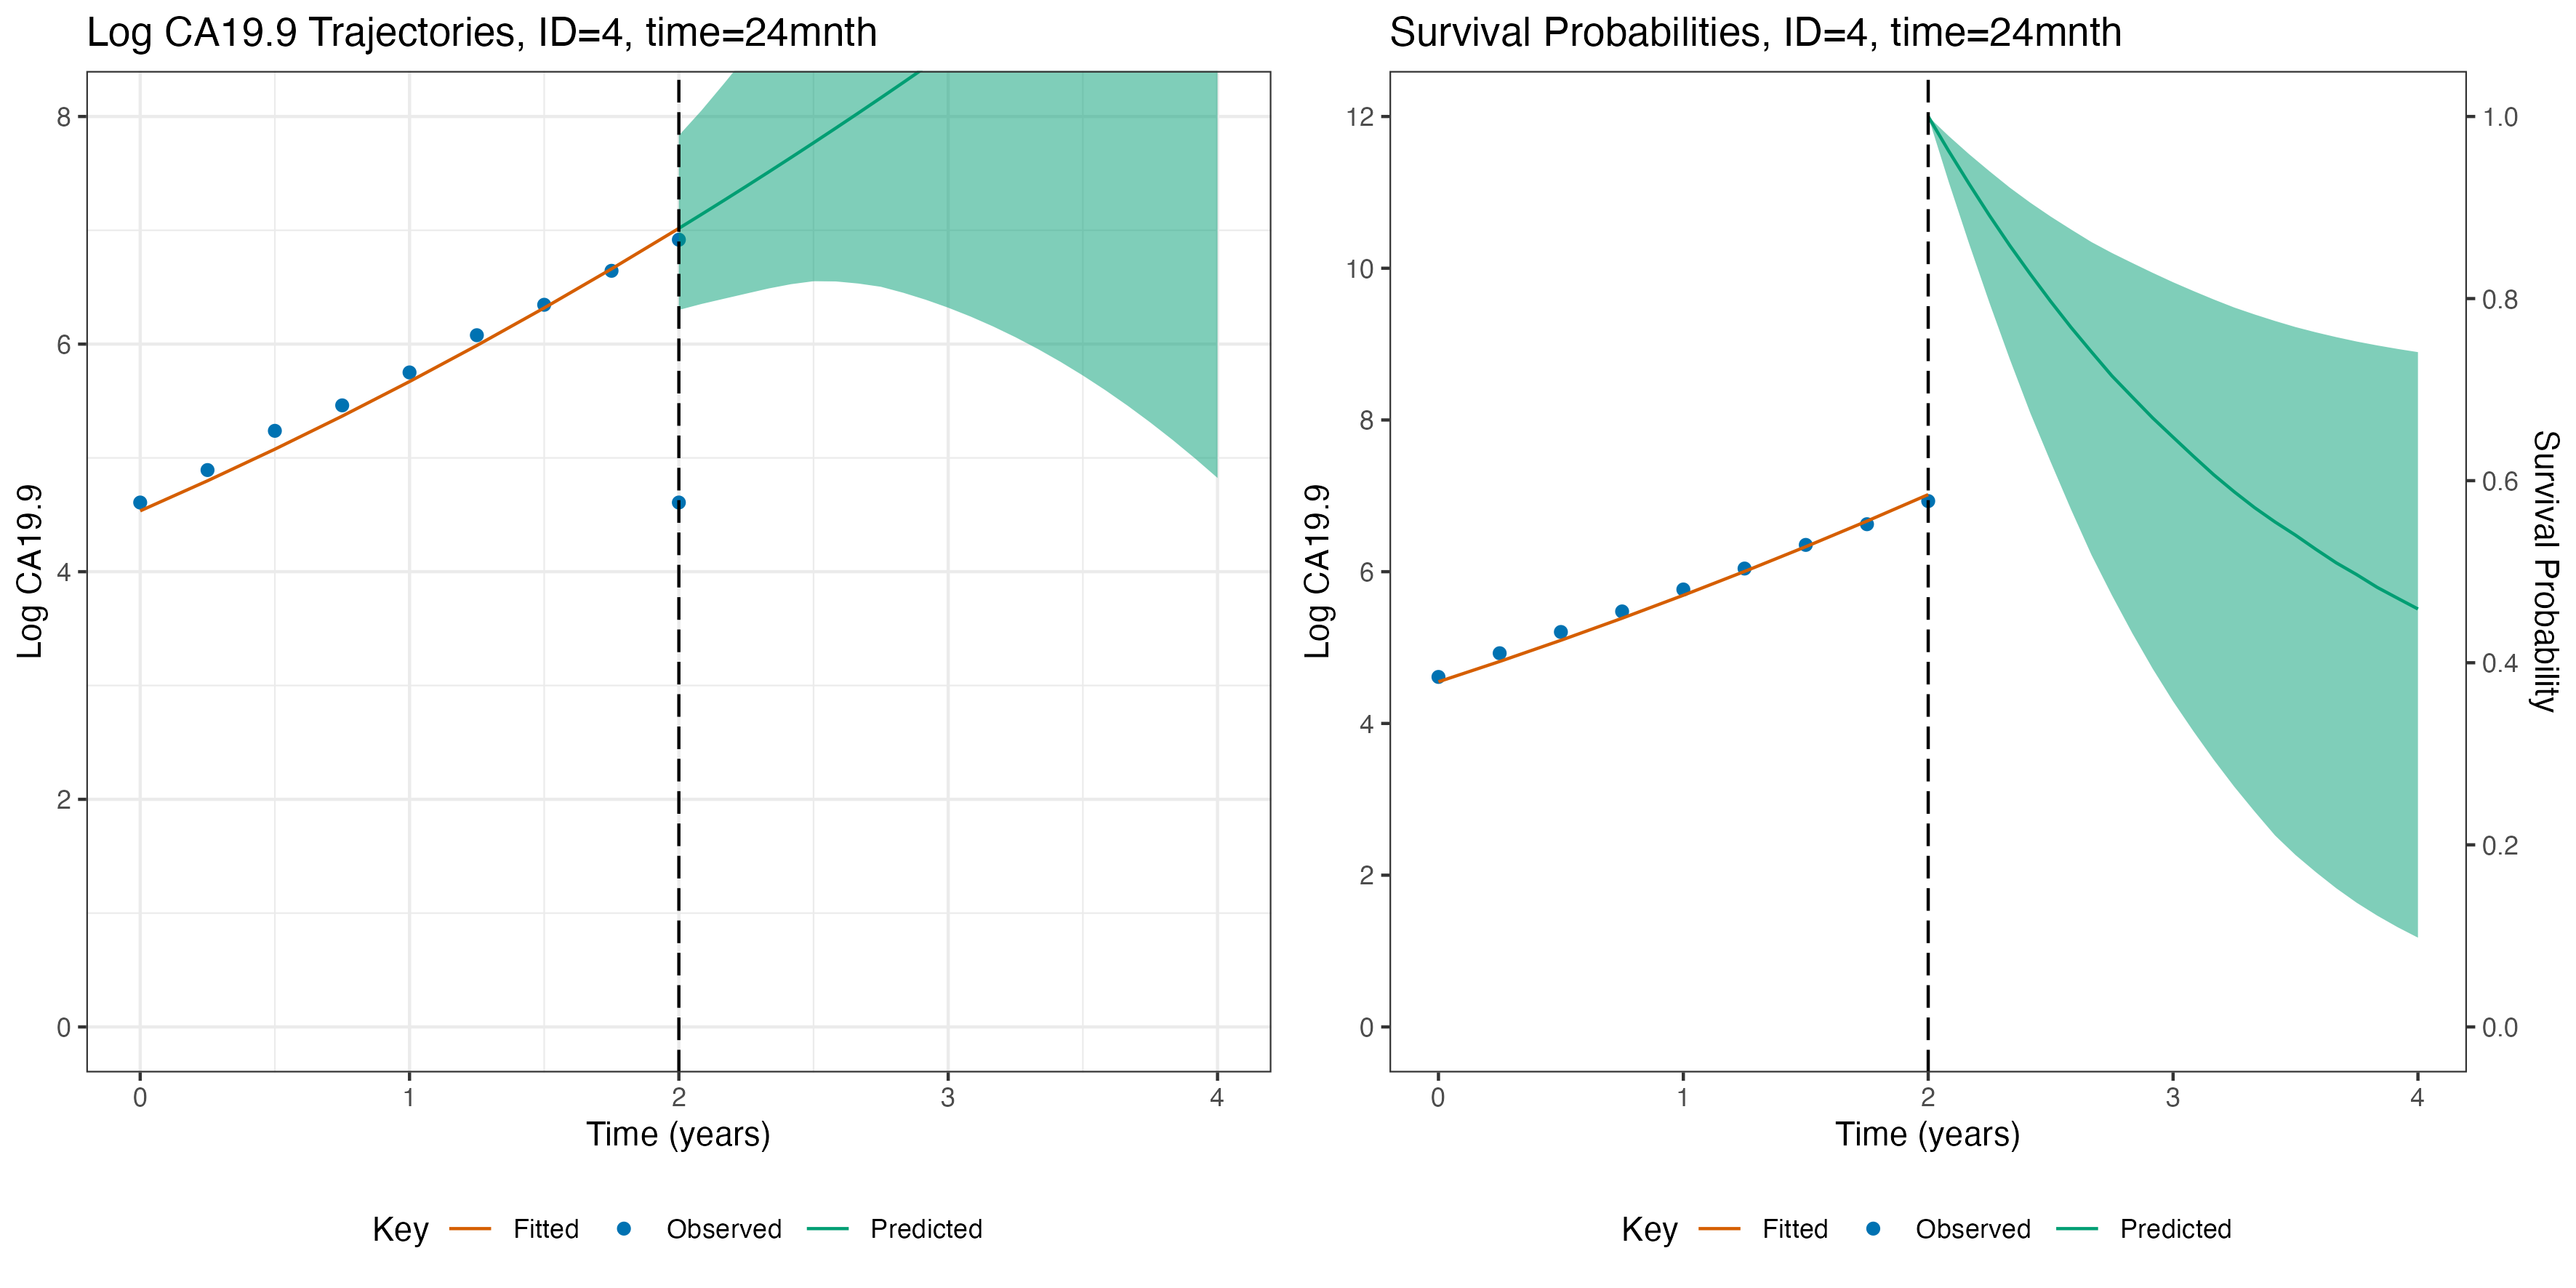 Log CA19.9 Trajectories, ID=4, time=24mnth
8
6
4
2
0
Log CA19.9
0 1 2 3 4
Time (years)
Key Fitted Observed Predicted
Survival Probabilities, ID=4, time=24mnth
12
10
8
6
4
2
0
Log CA19.9
1.0
0.8
0.6
0.4
0.2
0.0
Survival Probability
0 1 2 3 4
Time (years)
Key Fitted Observed Predicted